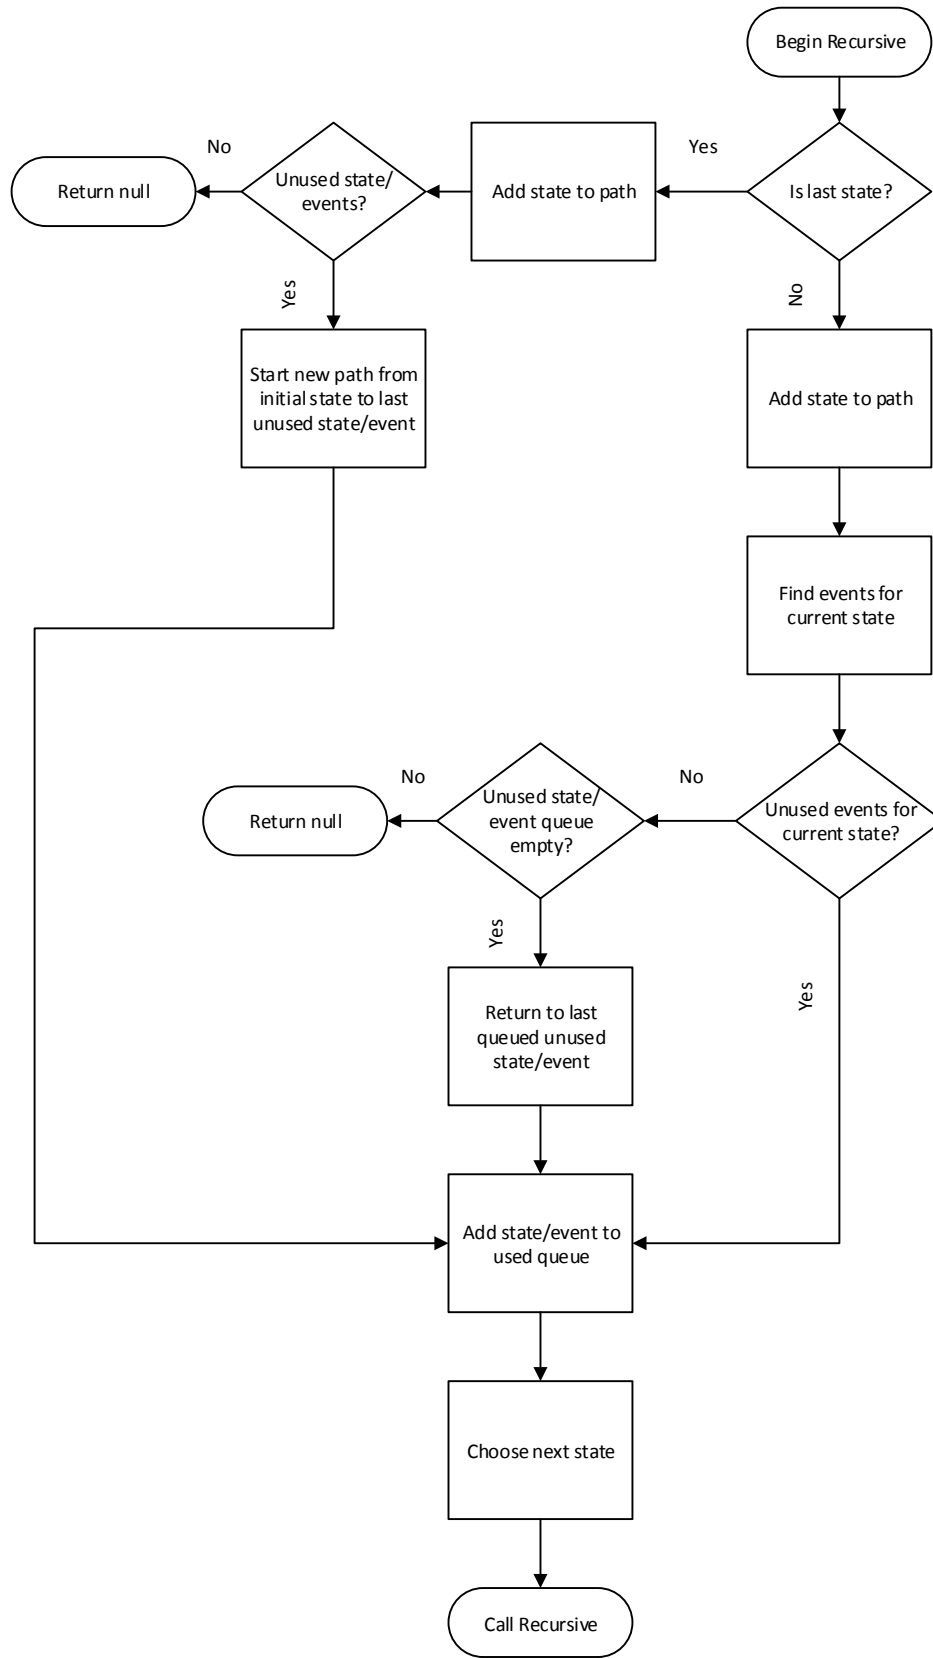 Begin Recursive
No
Yes
Return null
Unused state/
events?
Add state to path
Is last state?
Yes
No
Start new path from
initial state to last
unused state/event
Add state to path
Find events for
current state
No
No
Return null
Unused state/
event queue
empty?
Unused events for
current state?
Yes
Yes
Return to last
queued unused
state/event
Add state/event to
used queue
Choose next state
Call Recursive